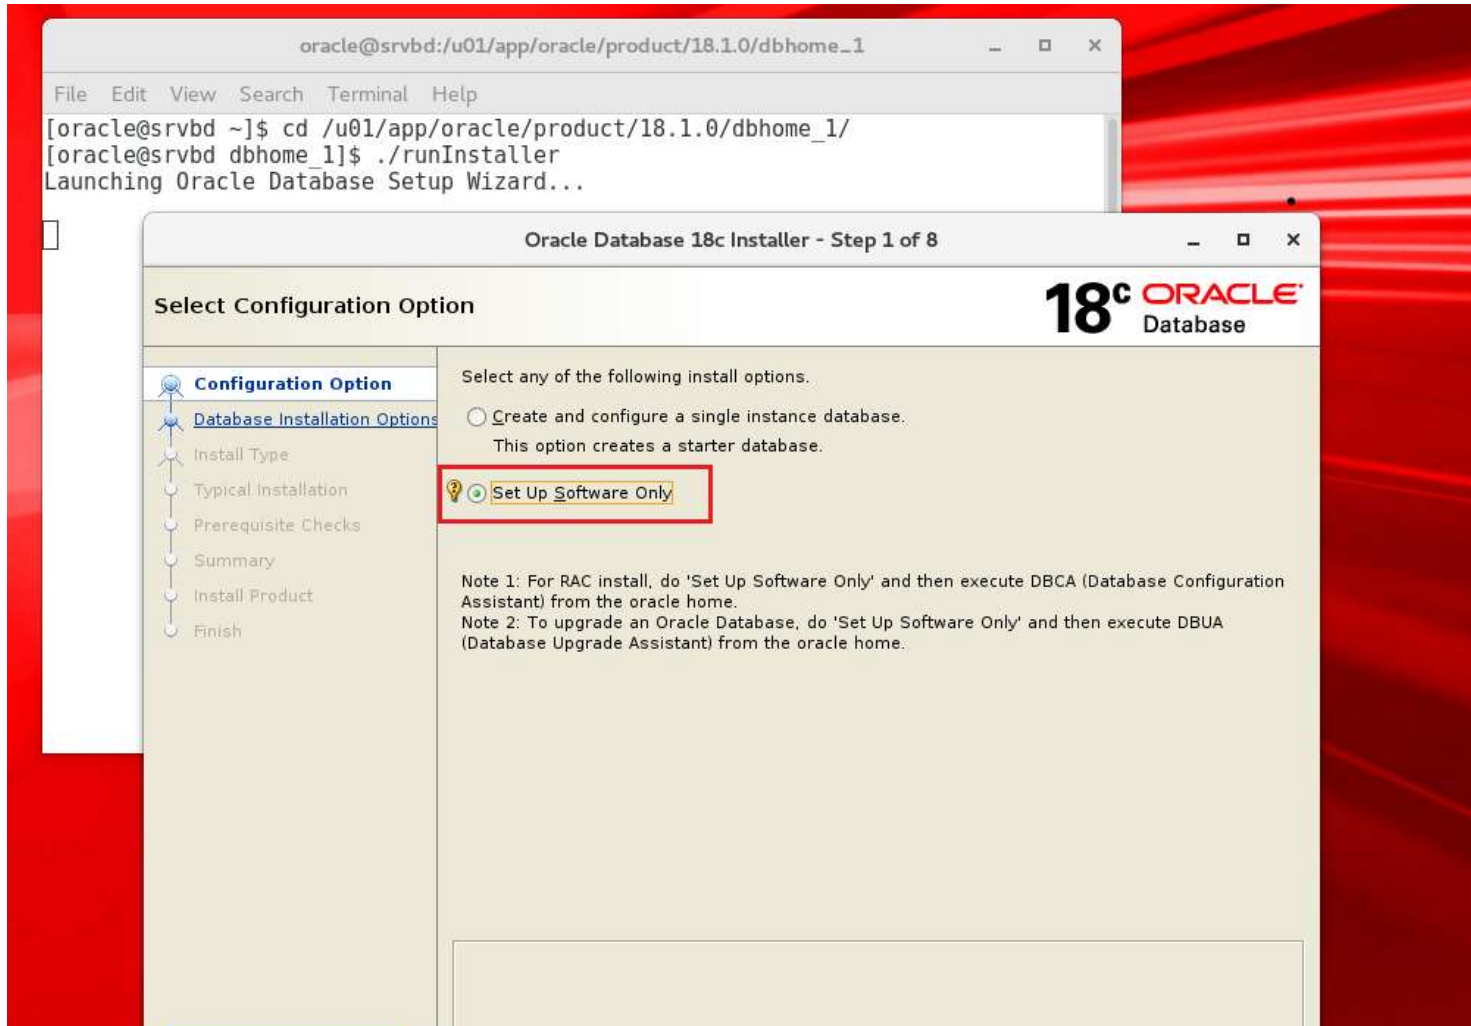 oracle@srvbd:/u01/app/oracle/product/18.1.0/dbhome_1
File Edit View Search Terminal Help
[oracle@srvbd ~]$ cd /u01/app/oracle/product/18.1.0/dbhome_1/
[oracle@srvbd dbhome_1]$ ./runInstaller
Launching Oracle Database Setup Wizard...
Oracle Database 18c Installer - Step 1 of 8
Select Configuration Option
18c ORACLE
Database
Configuration Option
Database Installation Options
Install Type
Typical Installation
Prerequisite Checks
Summary
Install Product
Finish
Select any of the following install options.
Create and configure a single instance database.
This option creates a starter database.
Set Up Software Only
Note 1: For RAC install, do 'Set Up Software Only' and then execute DBCA (Database Configuration
Assistant) from the oracle home.
Note 2: To upgrade an Oracle Database, do 'Set Up Software Only' and then execute DBUA
(Database Upgrade Assistant) from the oracle home.